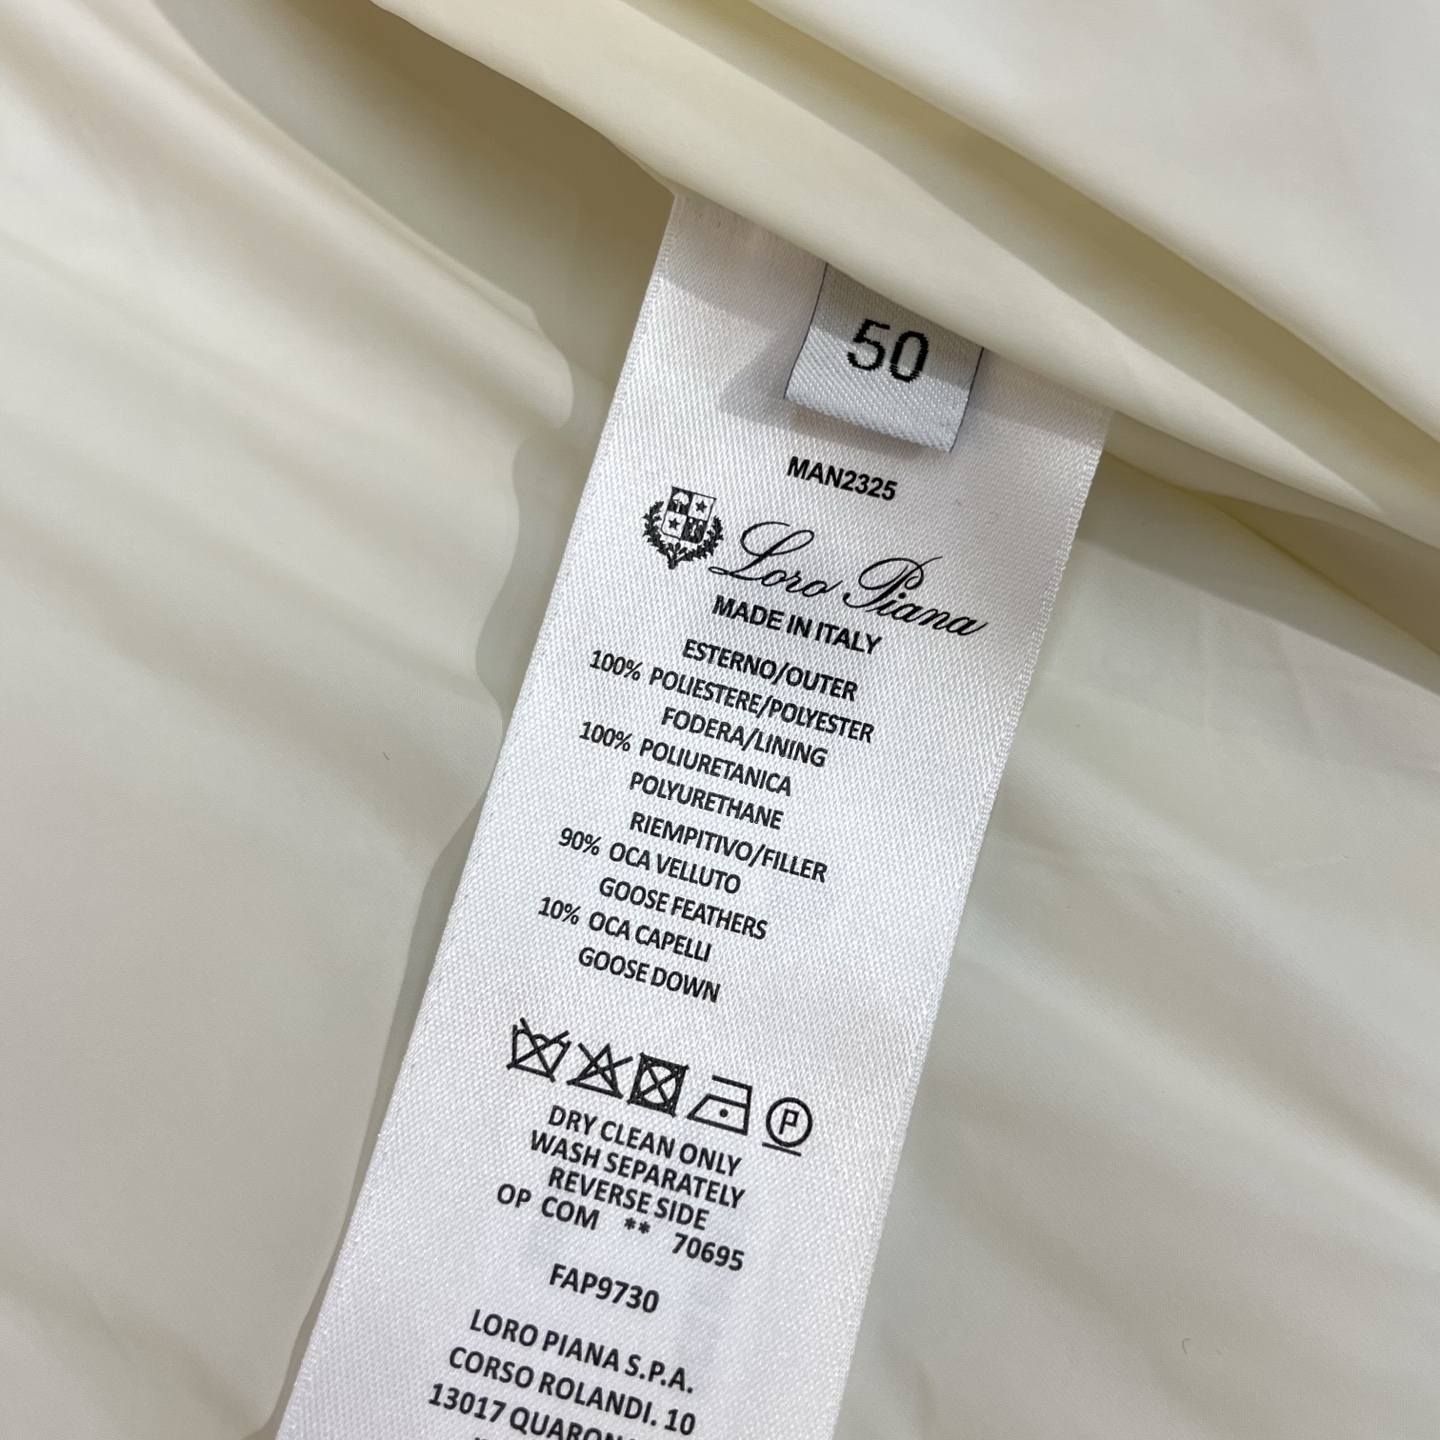 50
MAN2325
Loro Piana
MADE IN ITALY
ESTERNO/OUTER
100% POLIESTERE/POLYESTER
FODERA/LINING
100% POLIURETANICA
POLYURETHANE
RIEMPITIVO/FILLER
90% OCA VELLUTO
GOOSE FEATHERS
10% OCA CAPELLI
GOOSE DOWN
P
DRY CLEAN ONLY
WASH SEPARATELY
REVERSE SIDE
OP COM ** 70695
FAP9730
LORO PIANA S.P.A.
CORSO ROLANDI. 10
13017